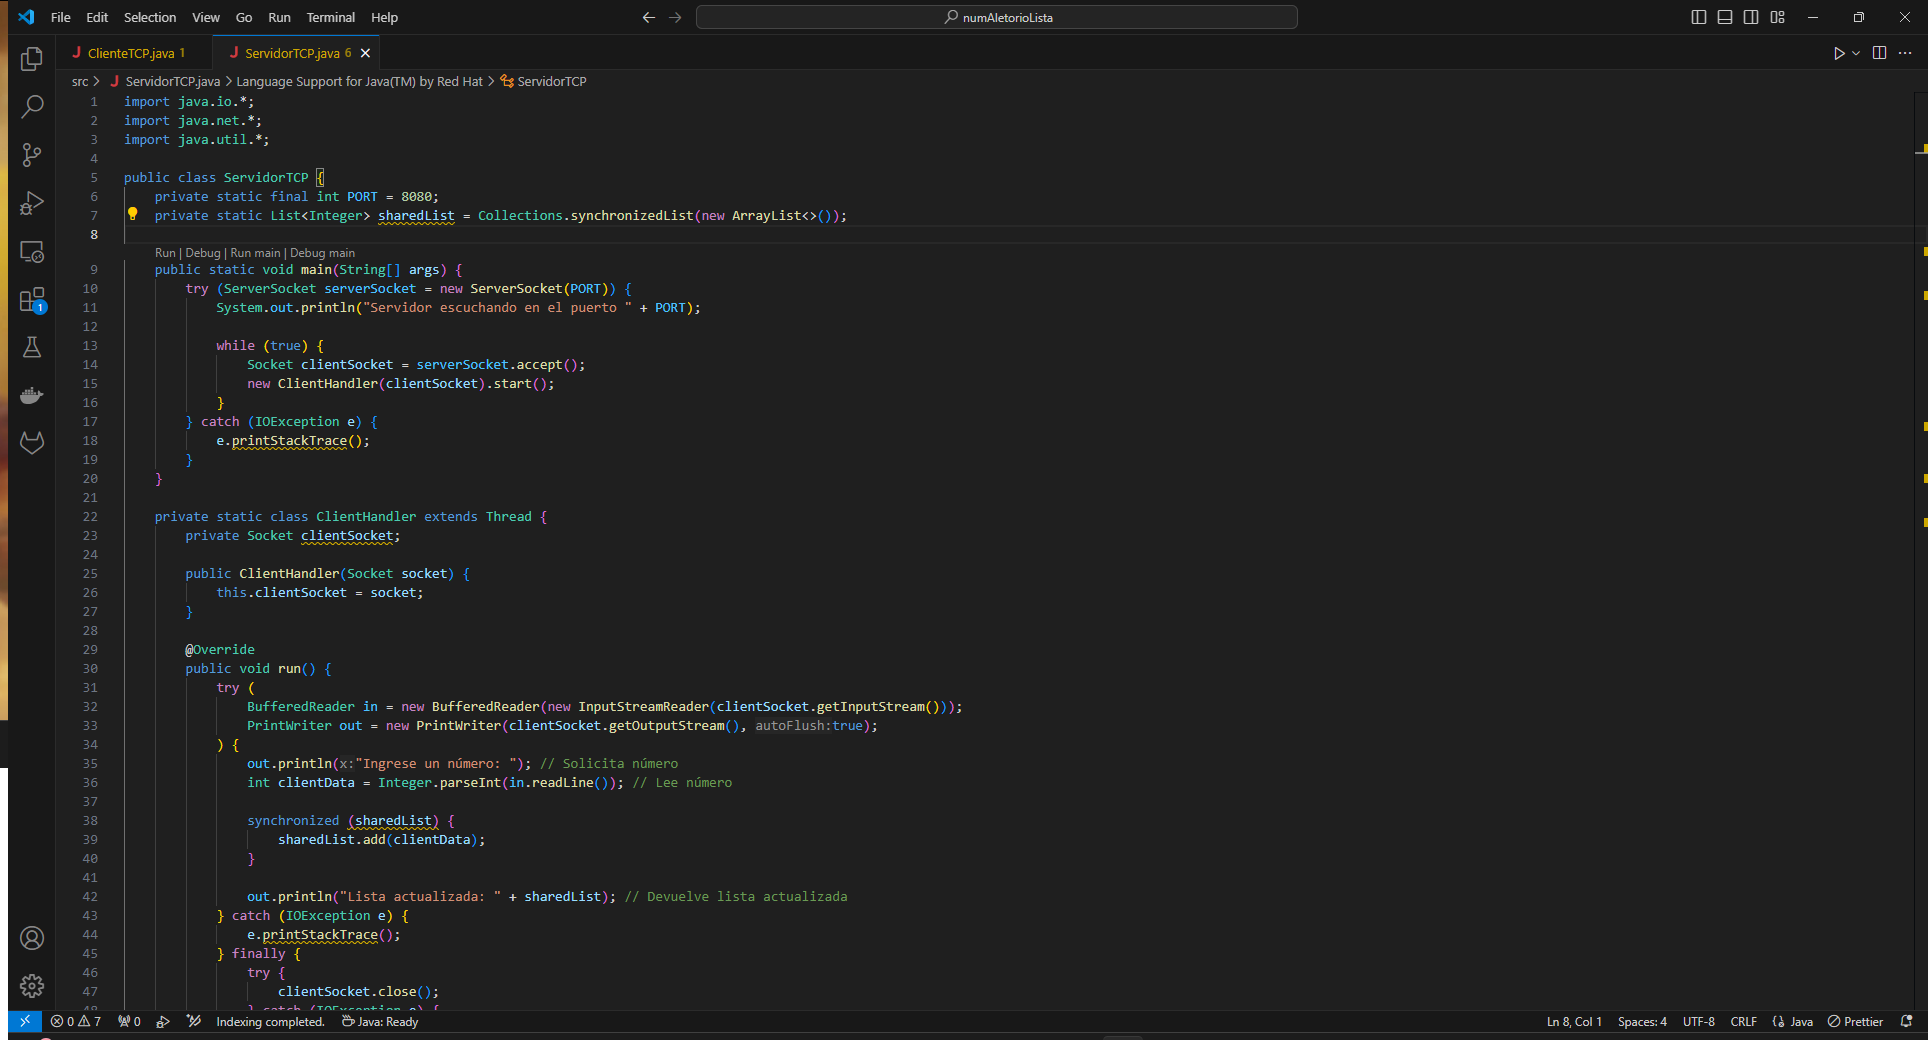 File Edit Selection View Go Run Terminal Help
numAletorioLista
ClienteTCP.java 1
ServidorTCP.java 6
src > ServidorTCP.java > Language Support for Java(TM) by Red Hat > ServidorTCP
1 import java.io.*;
2 import java.net.*;
3 import java.util.*;
4
5 public class ServidorTCP {
6 private static final int PORT = 8080;
7 private static List<Integer> sharedList = Collections.synchronizedList(new ArrayList<>());
8
Run | Debug | Run main | Debug main
9 public static void main(String[] args) {
10 try (ServerSocket serverSocket = new ServerSocket(PORT)) {
11 System.out.println("Servidor escuchando en el puerto " + PORT);
12
13 while (true) {
14 Socket clientSocket = serverSocket.accept();
15 new ClientHandler(clientSocket).start();
16 }
17 } catch (IOException e) {
18 e.printStackTrace();
19 }
20 }
21
22 private static class ClientHandler extends Thread {
23 private Socket clientSocket;
24
25 public ClientHandler(Socket socket) {
26 this.clientSocket = socket;
27 }
28
29 @Override
30 public void run() {
31 try (
32 BufferedReader in = new BufferedReader(new InputStreamReader(clientSocket.getInputStream()));
33 PrintWriter out = new PrintWriter(clientSocket.getOutputStream(), autoFlush:true);
34 ) {
35 out.println(x:"Ingrese un número: "); // Solicita número
36 int clientData = Integer.parseInt(in.readLine()); // Lee número
37
38 synchronized (sharedList) {
39 sharedList.add(clientData);
40 }
41
42 out.println("Lista actualizada: " + sharedList); // Devuelve lista actualizada
43 } catch (IOException e) {
44 e.printStackTrace();
45 } finally {
46 try {
47 clientSocket.close();
48 } catch (IOException e) {
1
0 7 0 Indexing completed. Java: Ready Ln 8, Col 1 Spaces: 4 UTF-8 CRLF Java Prettier